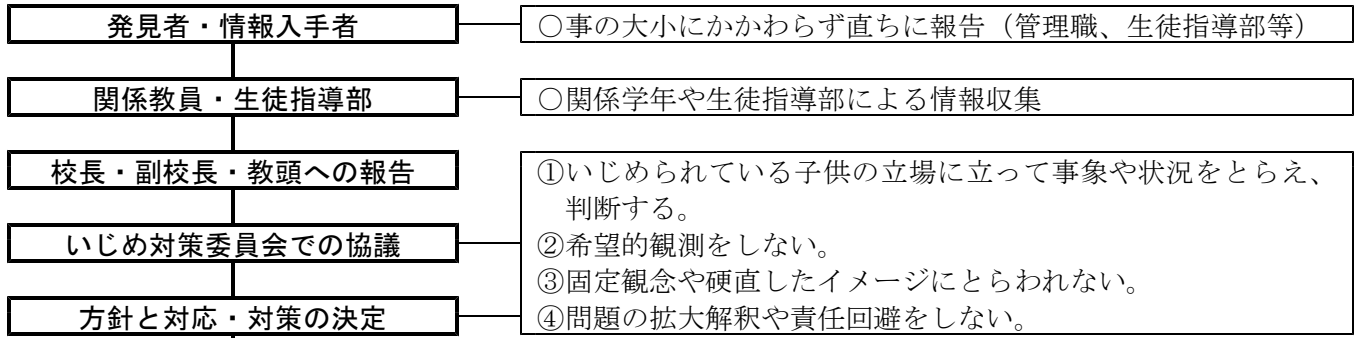 発見者・情報入手者
○事の大小にかかわらず直ちに報告（管理職、生徒指導部等）
関係教員・生徒指導部
○関係学年や生徒指導部による情報収集
校長・副校長・教頭への報告
いじめ対策委員会での協議
方針と対応・対策の決定
①いじめられている子供の立場に立って事象や状況をとらえ、
判断する。
②希望的観測をしない。
③固定観念や硬直したイメージにとらわれない。
④問題の拡大解釈や責任回避をしない。